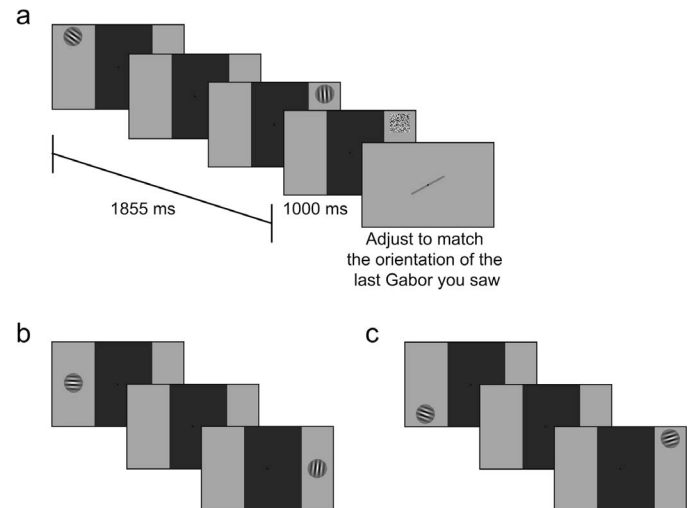 a
1855 ms
1000 ms
Adjust to match
the orientation of the
last Gabor you saw
b
c